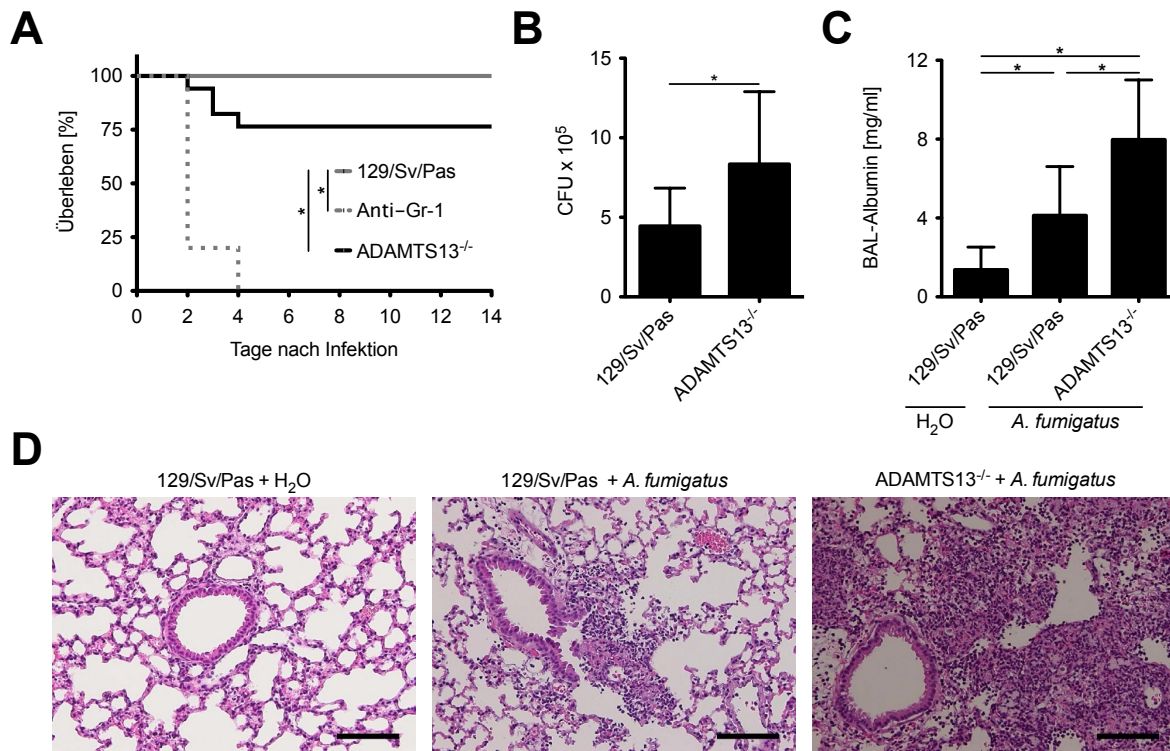 A
Überleben [%]
100
75
50
25
0
0 2 4 6 8 10 12 14
Tage nach Infektion
* * 129/Sv/Pas
Anti–Gr-1
ADAMTS13-/-
B
CFU x 10⁵
15
10
5
0
*
129/Sv/Pas
ADAMTS13-/-
C
BAL-Albumin [mg/ml]
12
8
4
0
*
* *
129/Sv/Pas
129/Sv/Pas
ADAMTS13-/-
H₂O
A. fumigatus
D
129/Sv/Pas + H₂O
129/Sv/Pas + A. fumigatus
ADAMTS13-/- + A. fumigatus